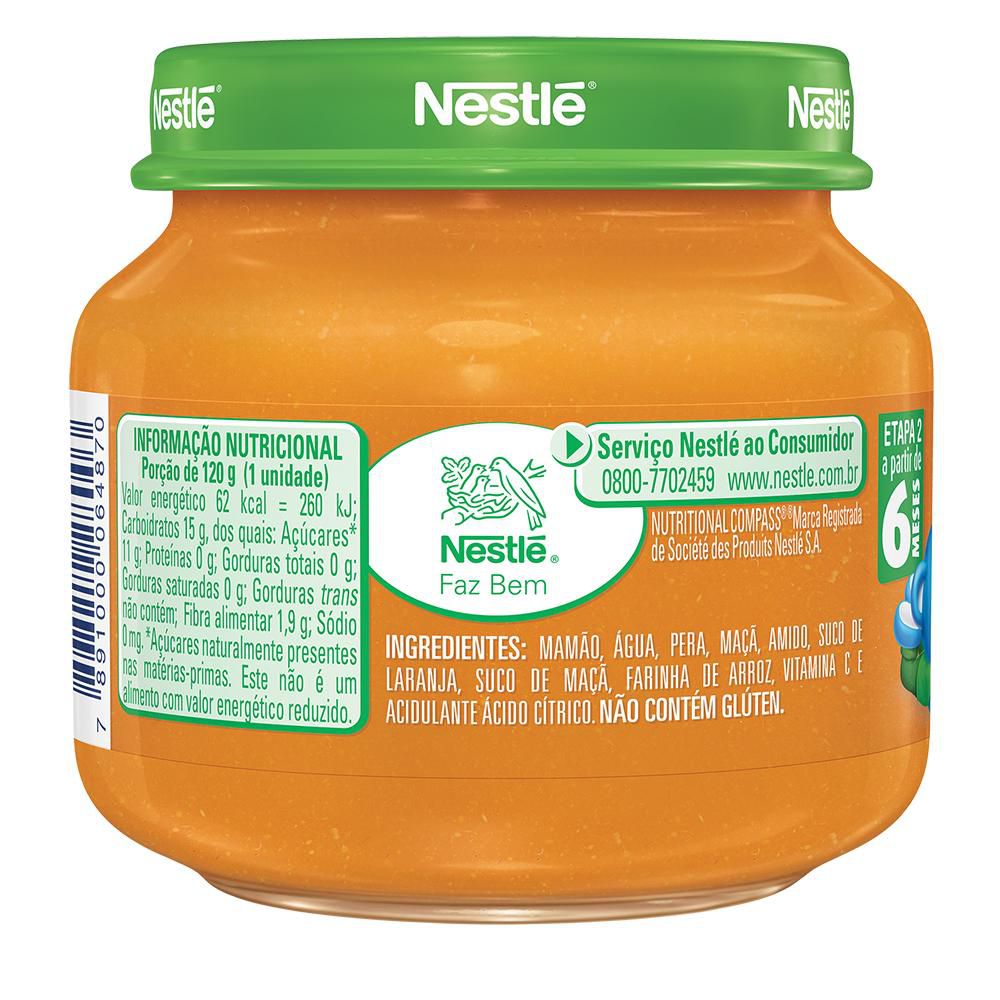 Nestlé®
Nestlé®
Nestlé
7 891000 064870
INFORMAÇÃO NUTRICIONAL
Porção de 120 g (1 unidade)
Valor energético 62 kcal = 260 kJ;
Carboidratos 15 g, dos quais: Açúcares*
11 g; Proteínas 0 g; Gorduras totais 0 g;
Gorduras saturadas 0 g; Gorduras trans
não contém; Fibra alimentar 1,9 g; Sódio
0 mg. *Açúcares naturalmente presentes
nas matérias-primas. Este não é um
alimento com valor energético reduzido.
Nestlé®
Faz Bem
Serviço Nestlé ao Consumidor
0800-7702459 www.nestle.com.br
NUTRITIONAL COMPASS® ®Marca Registrada
de Société des Produits Nestlé S.A.
INGREDIENTES: MAMÃO, ÁGUA, PERA, MAÇÃ, AMIDO, SUCO DE
LARANJA, SUCO DE MAÇÃ, FARINHA DE ARROZ, VITAMINA C E
ACIDULANTE ÁCIDO CÍTRICO. NÃO CONTÉM GLÚTEN.
ETAPA 2
a partir de
6
MESES